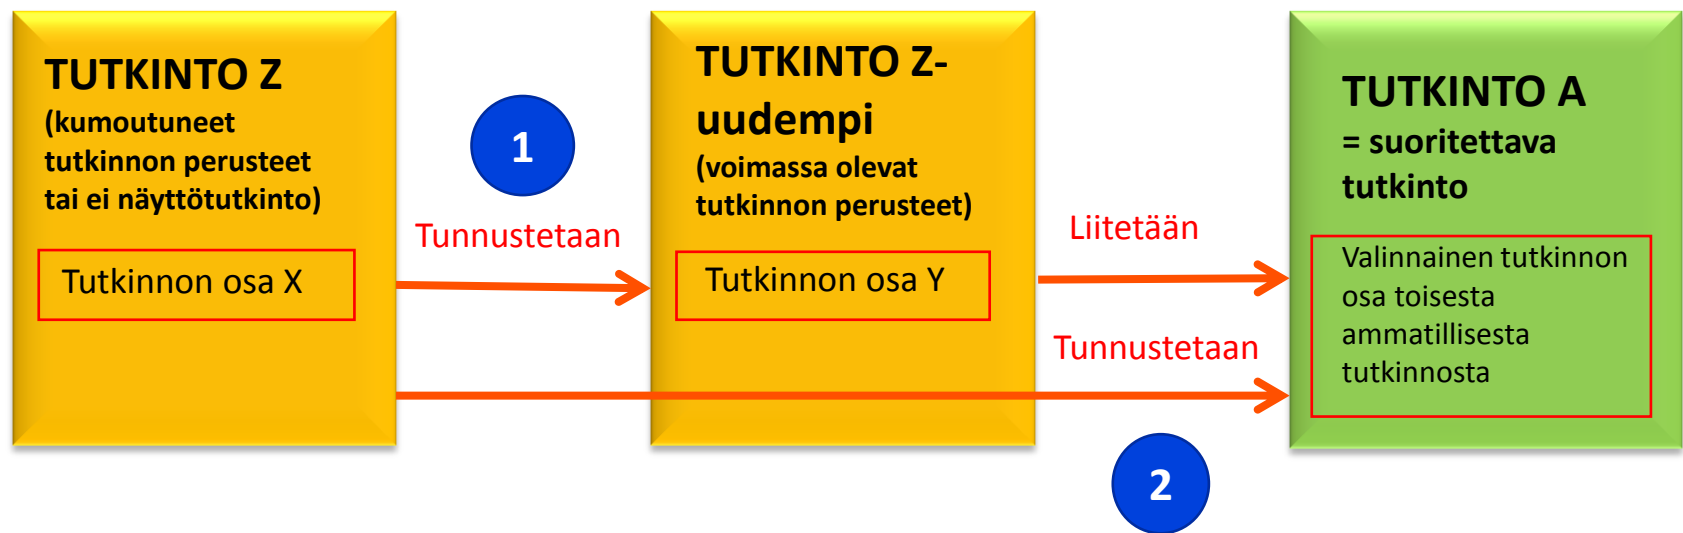 TUTKINTO Z
(kumoutuneet
tutkinnon perusteet
tai ei näyttötutkinto)
Tutkinnon osa X
1
Tunnustetaan
TUTKINTO Z-
uudempi
(voimassa olevat
tutkinnon perusteet)
Tutkinnon osa Y
Liitetään
Tunnustetaan
2
TUTKINTO A
= suoritettava
tutkinto
Valinnainen tutkinnon
osa toisesta
ammatillisesta
tutkinnosta